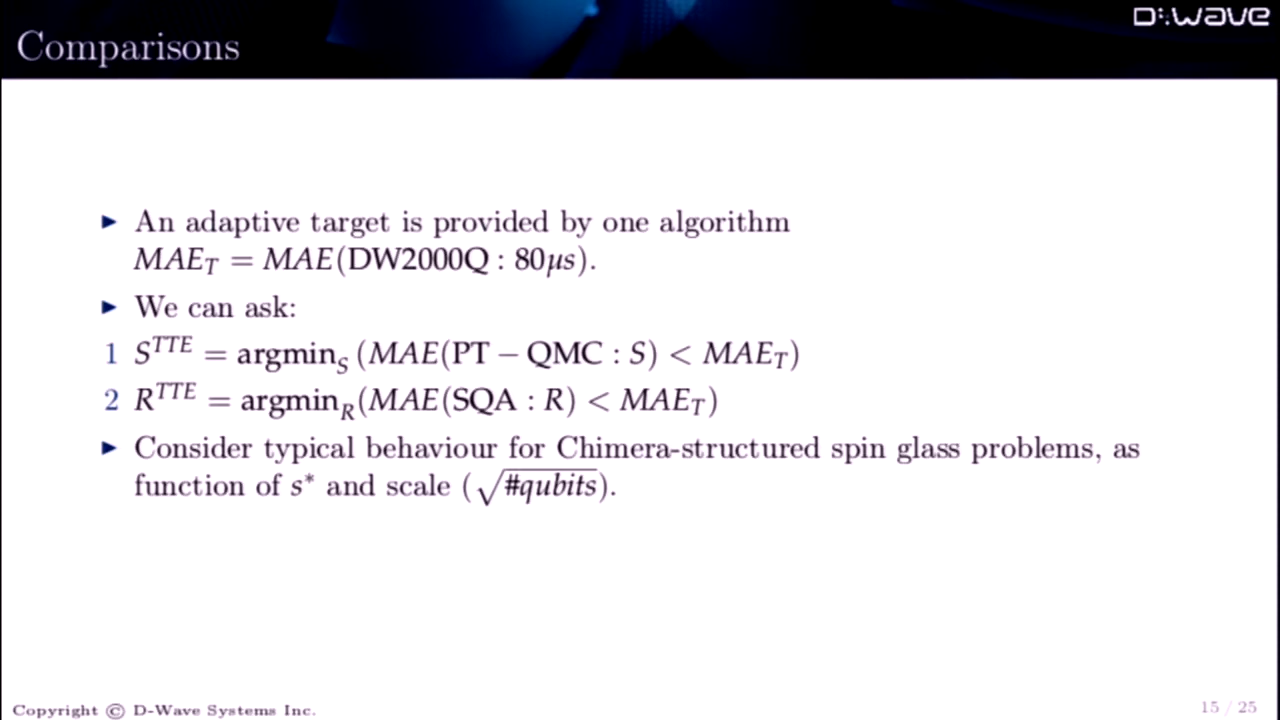 D:wave
Comparisons
► An adaptive target is provided by one algorithm
MAE_T = MAE(DW2000Q : 80µs).
► We can ask:
1 S^TTE = argmin_S (MAE(PT − QMC : S) < MAE_T)
2 R^TTE = argmin_R(MAE(SQA : R) < MAE_T)
► Consider typical behaviour for Chimera-structured spin glass problems, as
function of s* and scale (√#qubits).
Copyright © D-Wave Systems Inc.
15 / 25